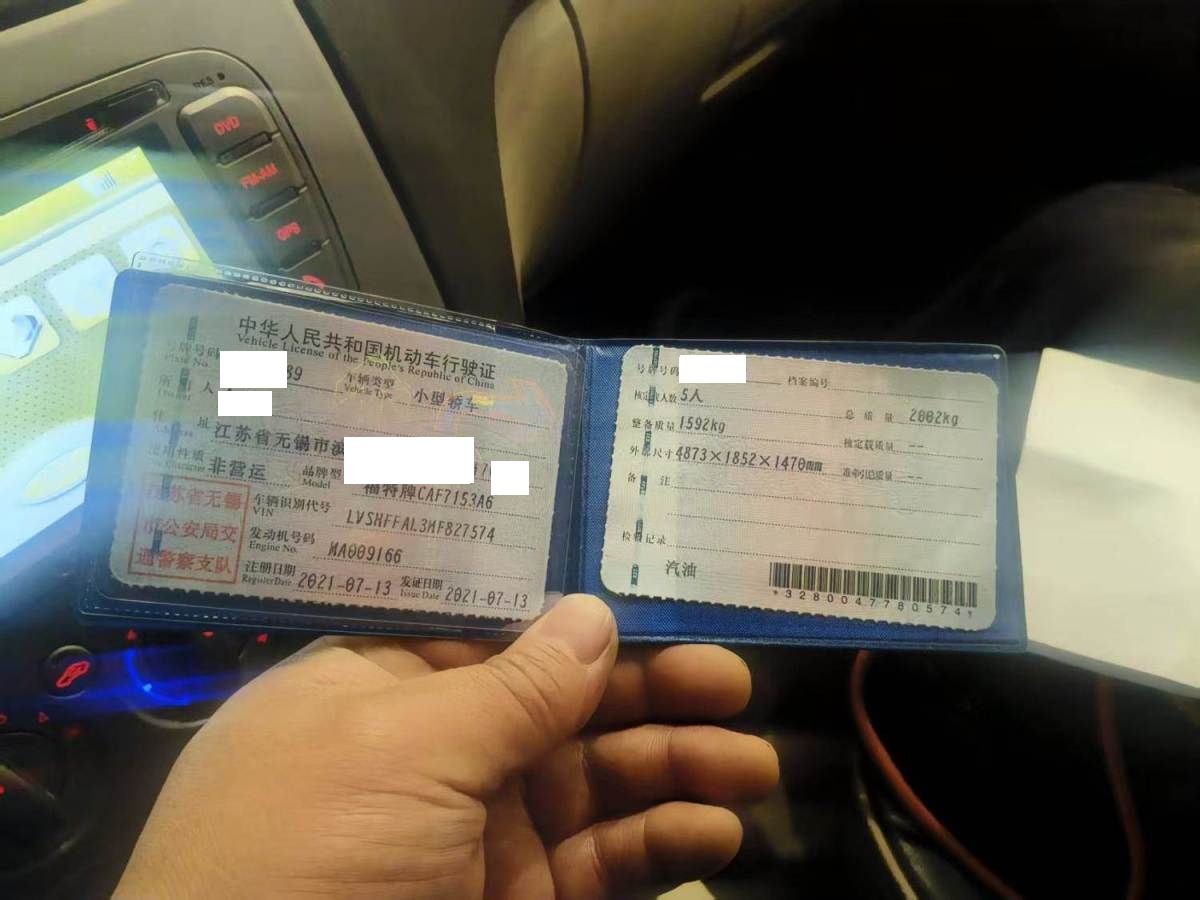 RES
DVD
FM·AM
GPS
中华人民共和国机动车行驶证
Vehicle License of the People's Republic of China
号牌号码 89 车辆类型 小型轿车
Plate No. Vehicle Type
所 人
Owner
住 址 江苏省无锡市滨
Address
使用性质 非营运 品牌型
Use Character Model
福特牌CAF7153A6
江苏省无锡
市公安局交
通警察支队
车辆识别代号 LVSHFFAL3MF827574
VIN
发动机号码 MA009166
Engine No.
注册日期 2021-07-13 发证日期 2021-07-13
Register Date Issue Date
号牌号码 档案编号
核定载人数 5人 总质量 2002kg
整备质量 1592kg 核定载质量 --
外廓尺寸 4873×1852×1470mm 准牵引总质量 --
备 注
检验记录
汽油
*3280047780574*